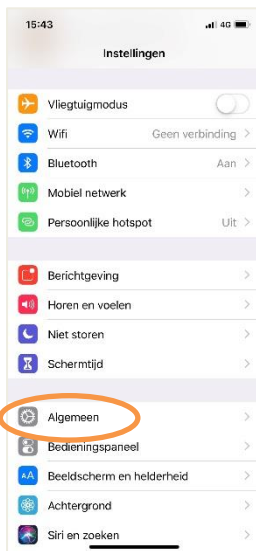 15:43 4G
Instellingen
Vliegtuigmodus
Wifi Geen verbinding
Bluetooth Aan
Mobiel netwerk
Persoonlijke hotspot Uit
Berichtgeving
Horen en voelen
Niet storen
Schermtijd
Algemeen
Bedieningspaneel
AA Beeldscherm en helderheid
Achtergrond
Siri en zoeken